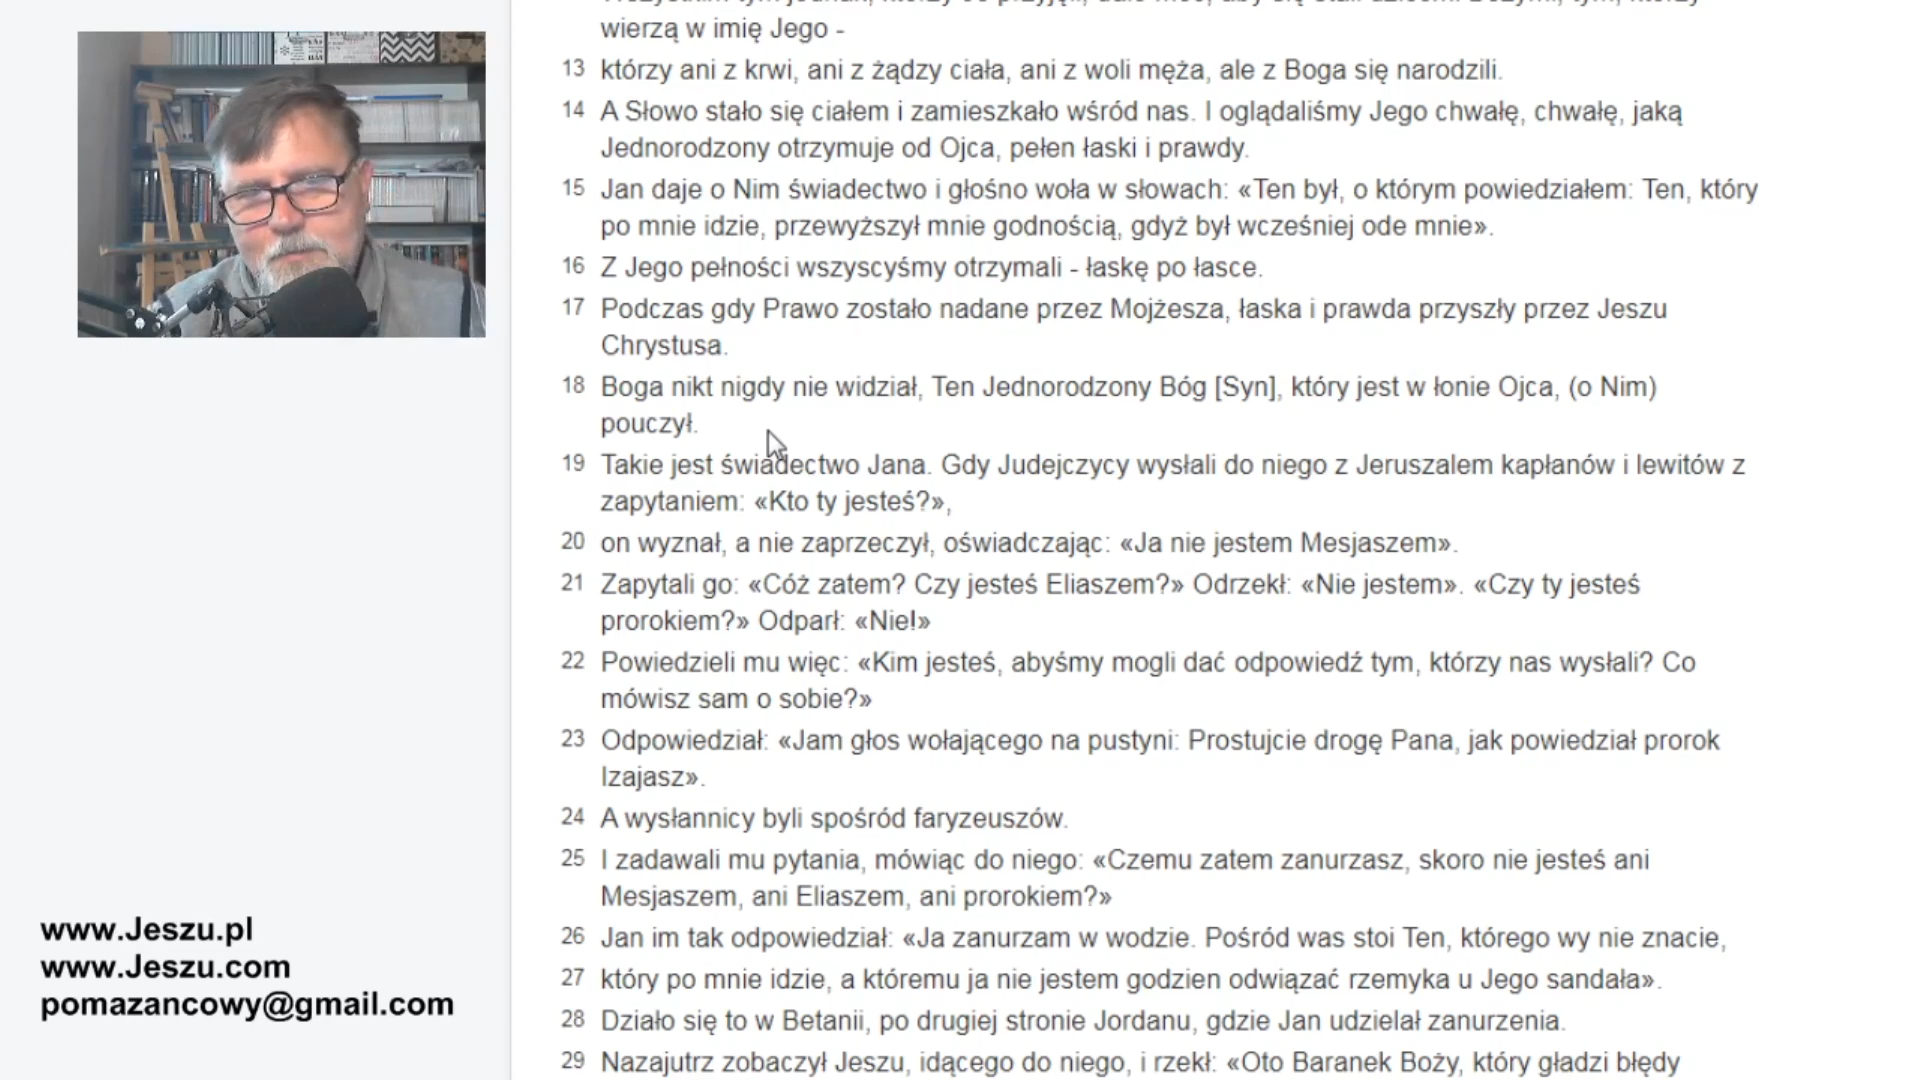 wierzą w imię Jego -
13 którzy ani z krwi, ani z żądzy ciała, ani z woli męża, ale z Boga się narodzili.
14 A Słowo stało się ciałem i zamieszkało wśród nas. I oglądaliśmy Jego chwałę, chwałę, jaką
Jednorodzony otrzymuje od Ojca, pełen łaski i prawdy.
15 Jan daje o Nim świadectwo i głośno woła w słowach: «Ten był, o którym powiedziałem: Ten, który
po mnie idzie, przewyższył mnie godnością, gdyż był wcześniej ode mnie».
16 Z Jego pełności wszyscyśmy otrzymali - łaskę po łasce.
17 Podczas gdy Prawo zostało nadane przez Mojżesza, łaska i prawda przyszły przez Jeszu
Chrystusa.
18 Boga nikt nigdy nie widział, Ten Jednorodzony Bóg [Syn], który jest w łonie Ojca, (o Nim)
pouczył.
19 Takie jest świadectwo Jana. Gdy Judejczycy wysłali do niego z Jeruszalem kapłanów i lewitów z
zapytaniem: «Kto ty jesteś?»,
20 on wyznał, a nie zaprzeczył, oświadczając: «Ja nie jestem Mesjaszem».
21 Zapytali go: «Cóż zatem? Czy jesteś Eliaszem?» Odrzekł: «Nie jestem». «Czy ty jesteś
prorokiem?» Odparł: «Nie!»
22 Powiedzieli mu więc: «Kim jesteś, abyśmy mogli dać odpowiedź tym, którzy nas wysłali? Co
mówisz sam o sobie?»
23 Odpowiedział: «Jam głos wołającego na pustyni: Prostujcie drogę Pana, jak powiedział prorok
Izajasz».
24 A wysłannicy byli spośród faryzeuszów.
25 I zadawali mu pytania, mówiąc do niego: «Czemu zatem zanurzasz, skoro nie jesteś ani
Mesjaszem, ani Eliaszem, ani prorokiem?»
26 Jan im tak odpowiedział: «Ja zanurzam w wodzie. Pośród was stoi Ten, którego wy nie znacie,
27 który po mnie idzie, a któremu ja nie jestem godzien odwiązać rzemyka u Jego sandała».
28 Działo się to w Betanii, po drugiej stronie Jordanu, gdzie Jan udzielał zanurzenia.
29 Nazajutrz zobaczył Jeszu, idącego do niego, i rzekł: «Oto Baranek Boży, który gładzi błędy
www.Jeszu.pl
www.Jeszu.com
pomazancowy@gmail.com